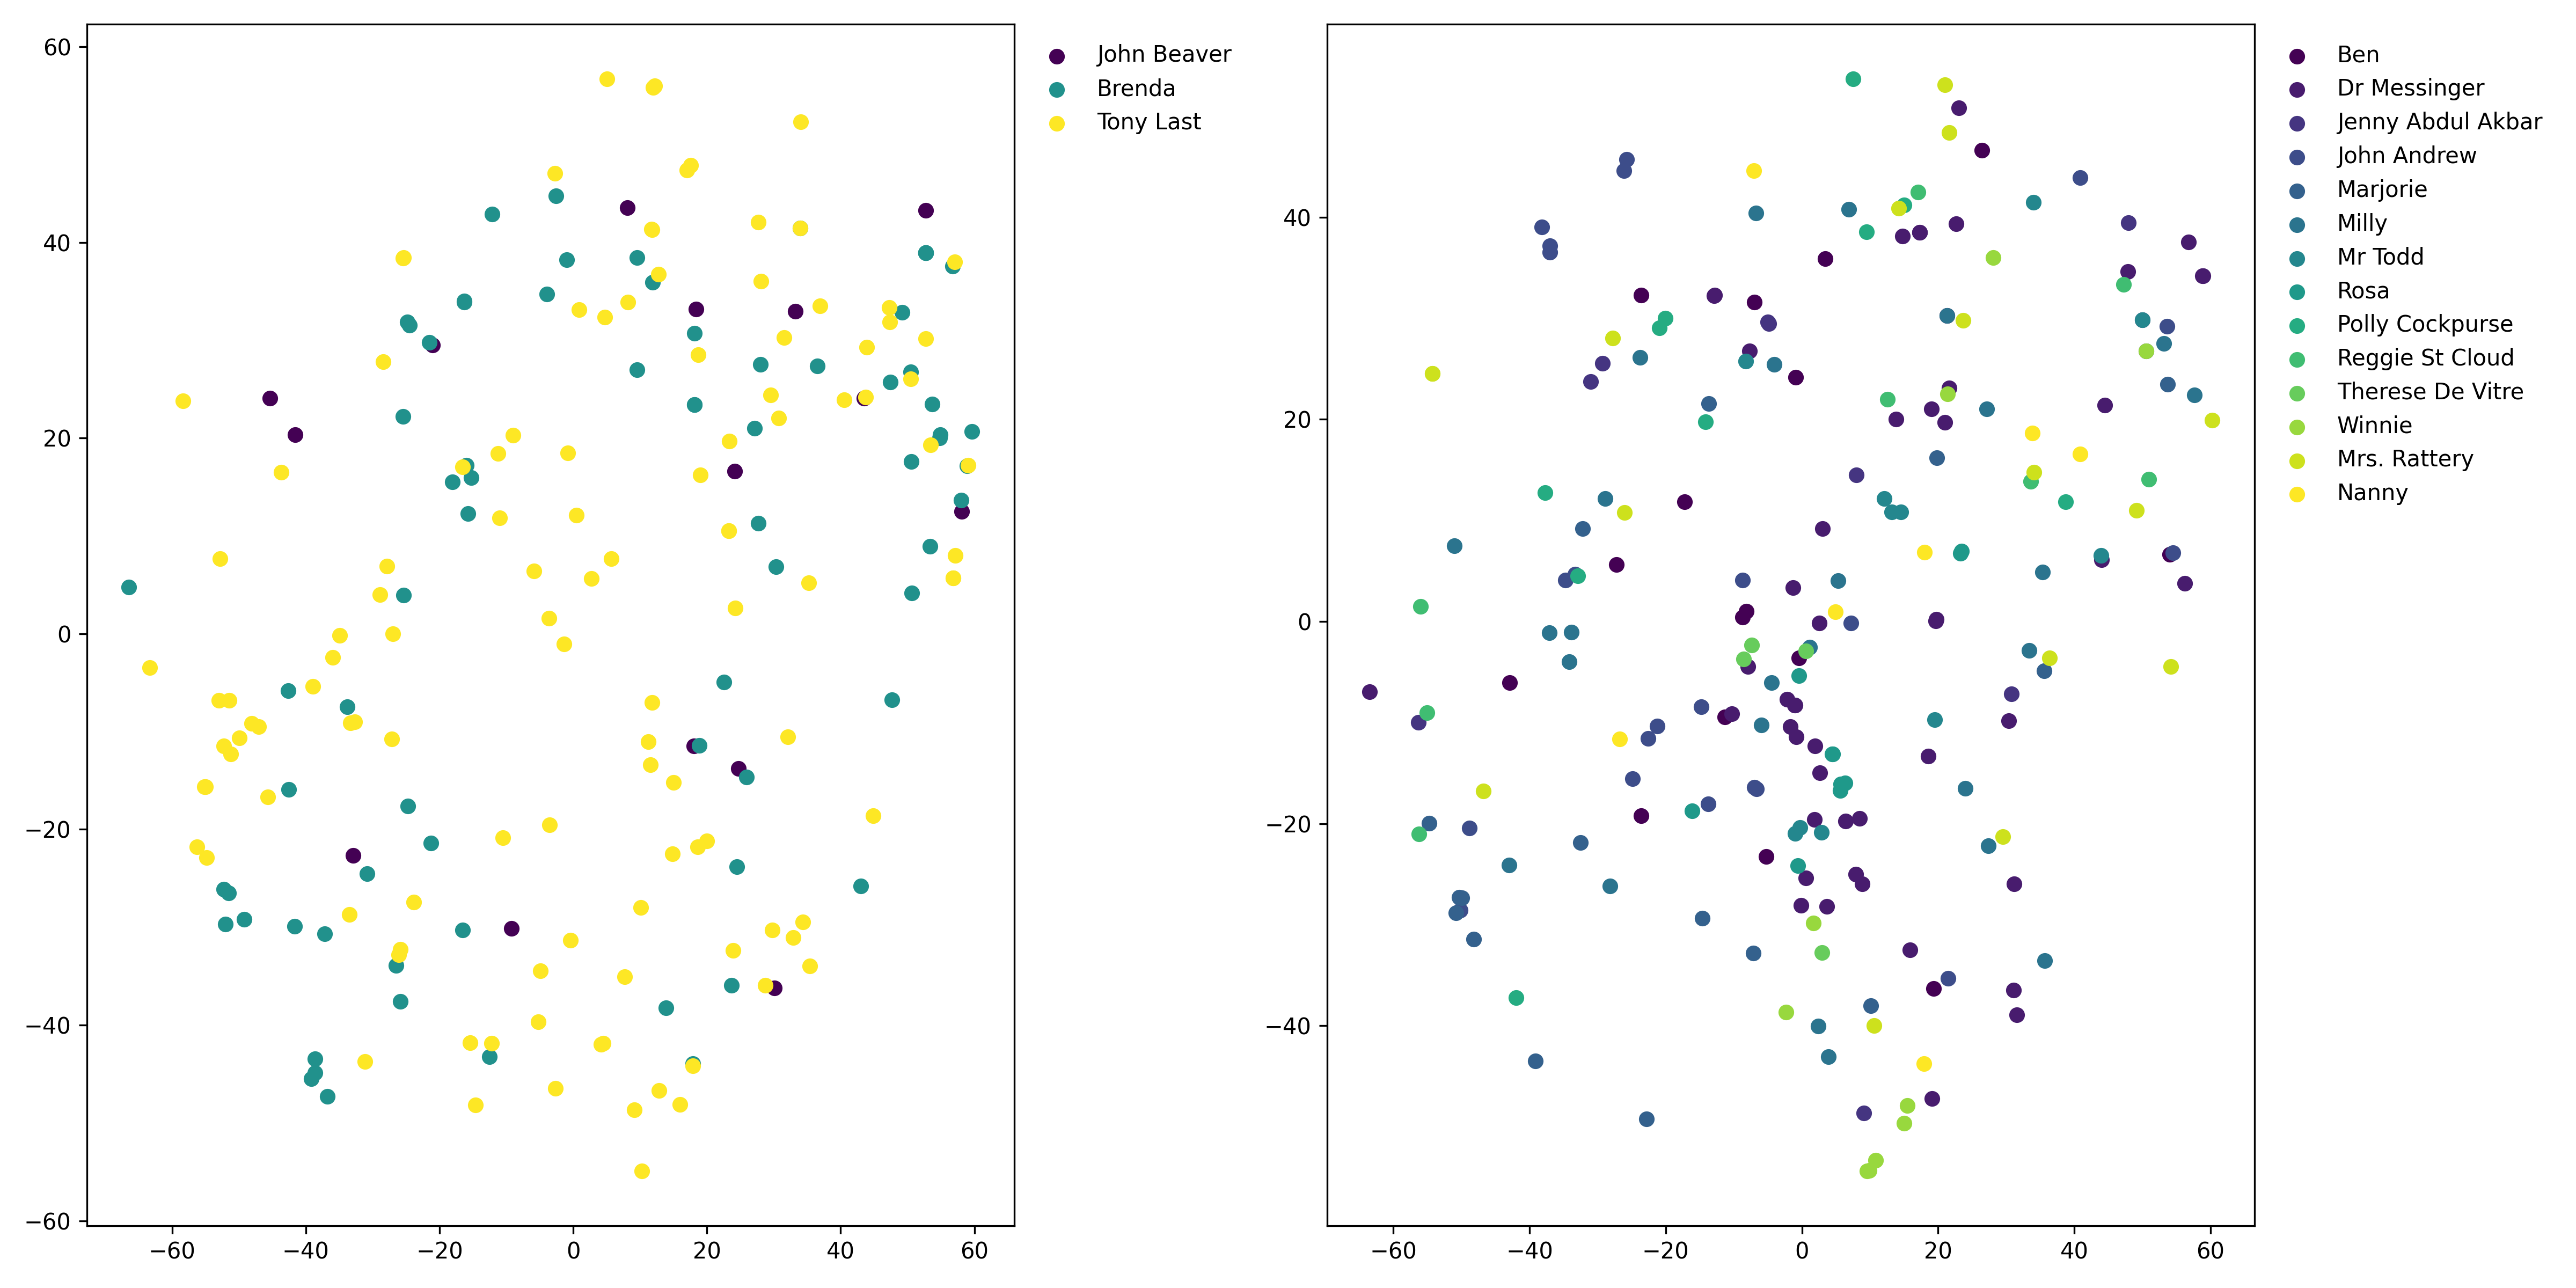 60
40
20
0
−20
−40
−60
−60 −40 −20 0 20 40 60
John Beaver
Brenda
Tony Last
40
20
0
−20
−40
−60 −40 −20 0 20 40 60
Ben
Dr Messinger
Jenny Abdul Akbar
John Andrew
Marjorie
Milly
Mr Todd
Rosa
Polly Cockpurse
Reggie St Cloud
Therese De Vitre
Winnie
Mrs. Rattery
Nanny